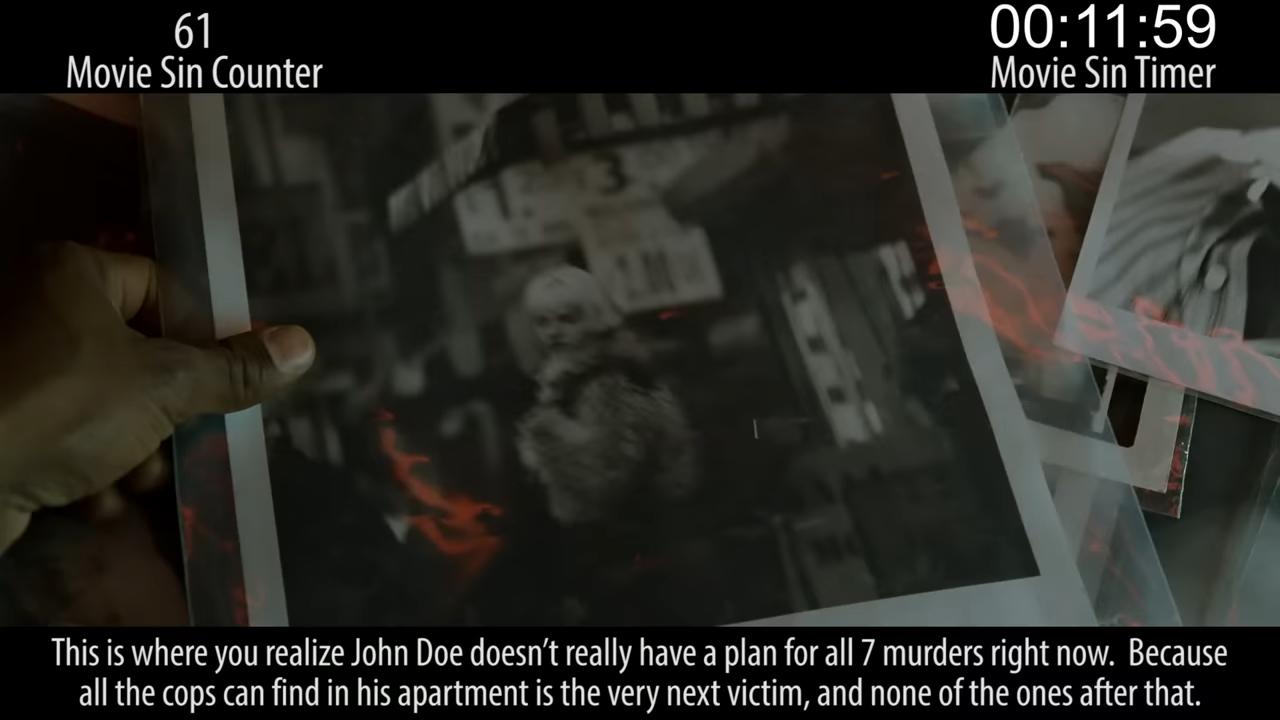 61
Movie Sin Counter
00:11:59
Movie Sin Timer
3
This is where you realize John Doe doesn’t really have a plan for all 7 murders right now.  Because
all the cops can find in his apartment is the very next victim, and none of the ones after that.